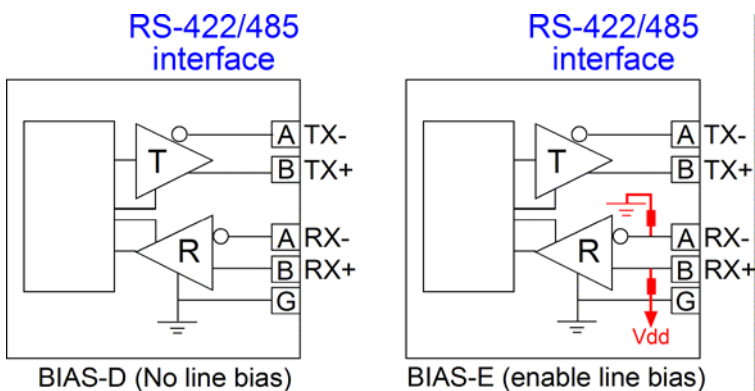 RS-422/485
interface
T
A TX-
B TX+
R
A RX-
B RX+
G
BIAS-D (No line bias)
RS-422/485
interface
T
A TX-
B TX+
R
A RX-
B RX+
G
Vdd
BIAS-E (enable line bias)